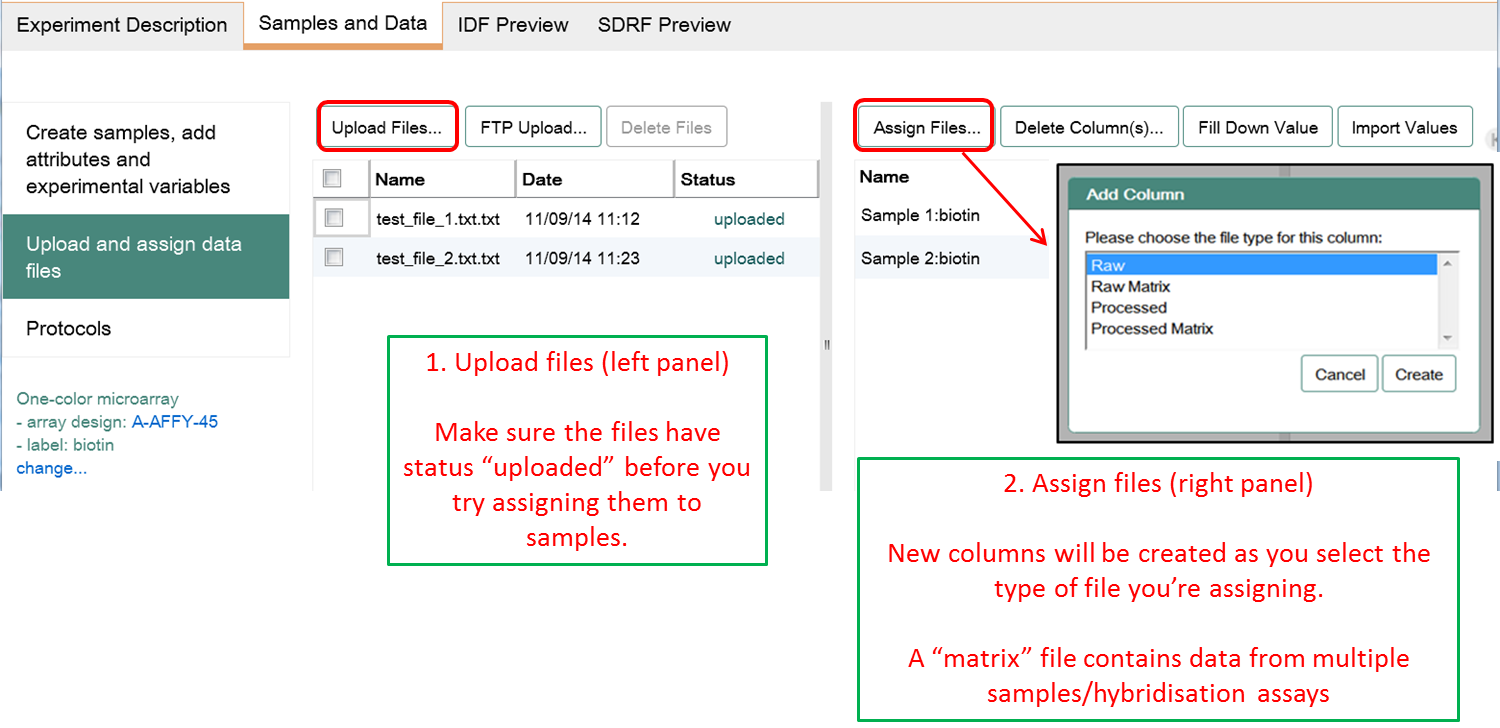 Experiment Description
Samples and Data
IDF Preview
SDRF Preview
Create samples, add
attributes and
experimental variables
Upload and assign data
files
Protocols
One-color microarray
- array design: A-AFFY-45
- label: biotin
change...
Upload Files...
FTP Upload...
Delete Files
Name
Date
Status
test_file_1.txt.txt
11/09/14 11:12
uploaded
test_file_2.txt.txt
11/09/14 11:23
uploaded
1. Upload files (left panel)
Make sure the files have
status “uploaded” before you
try assigning them to
samples.
Assign Files...
Delete Column(s)...
Fill Down Value
Import Values
Name
Sample 1:biotin
Sample 2:biotin
Add Column
Please choose the file type for this column:
Raw
Raw Matrix
Processed
Processed Matrix
Cancel
Create
2. Assign files (right panel)
New columns will be created as you select the
type of file you’re assigning.
A “matrix” file contains data from multiple
samples/hybridisation assays